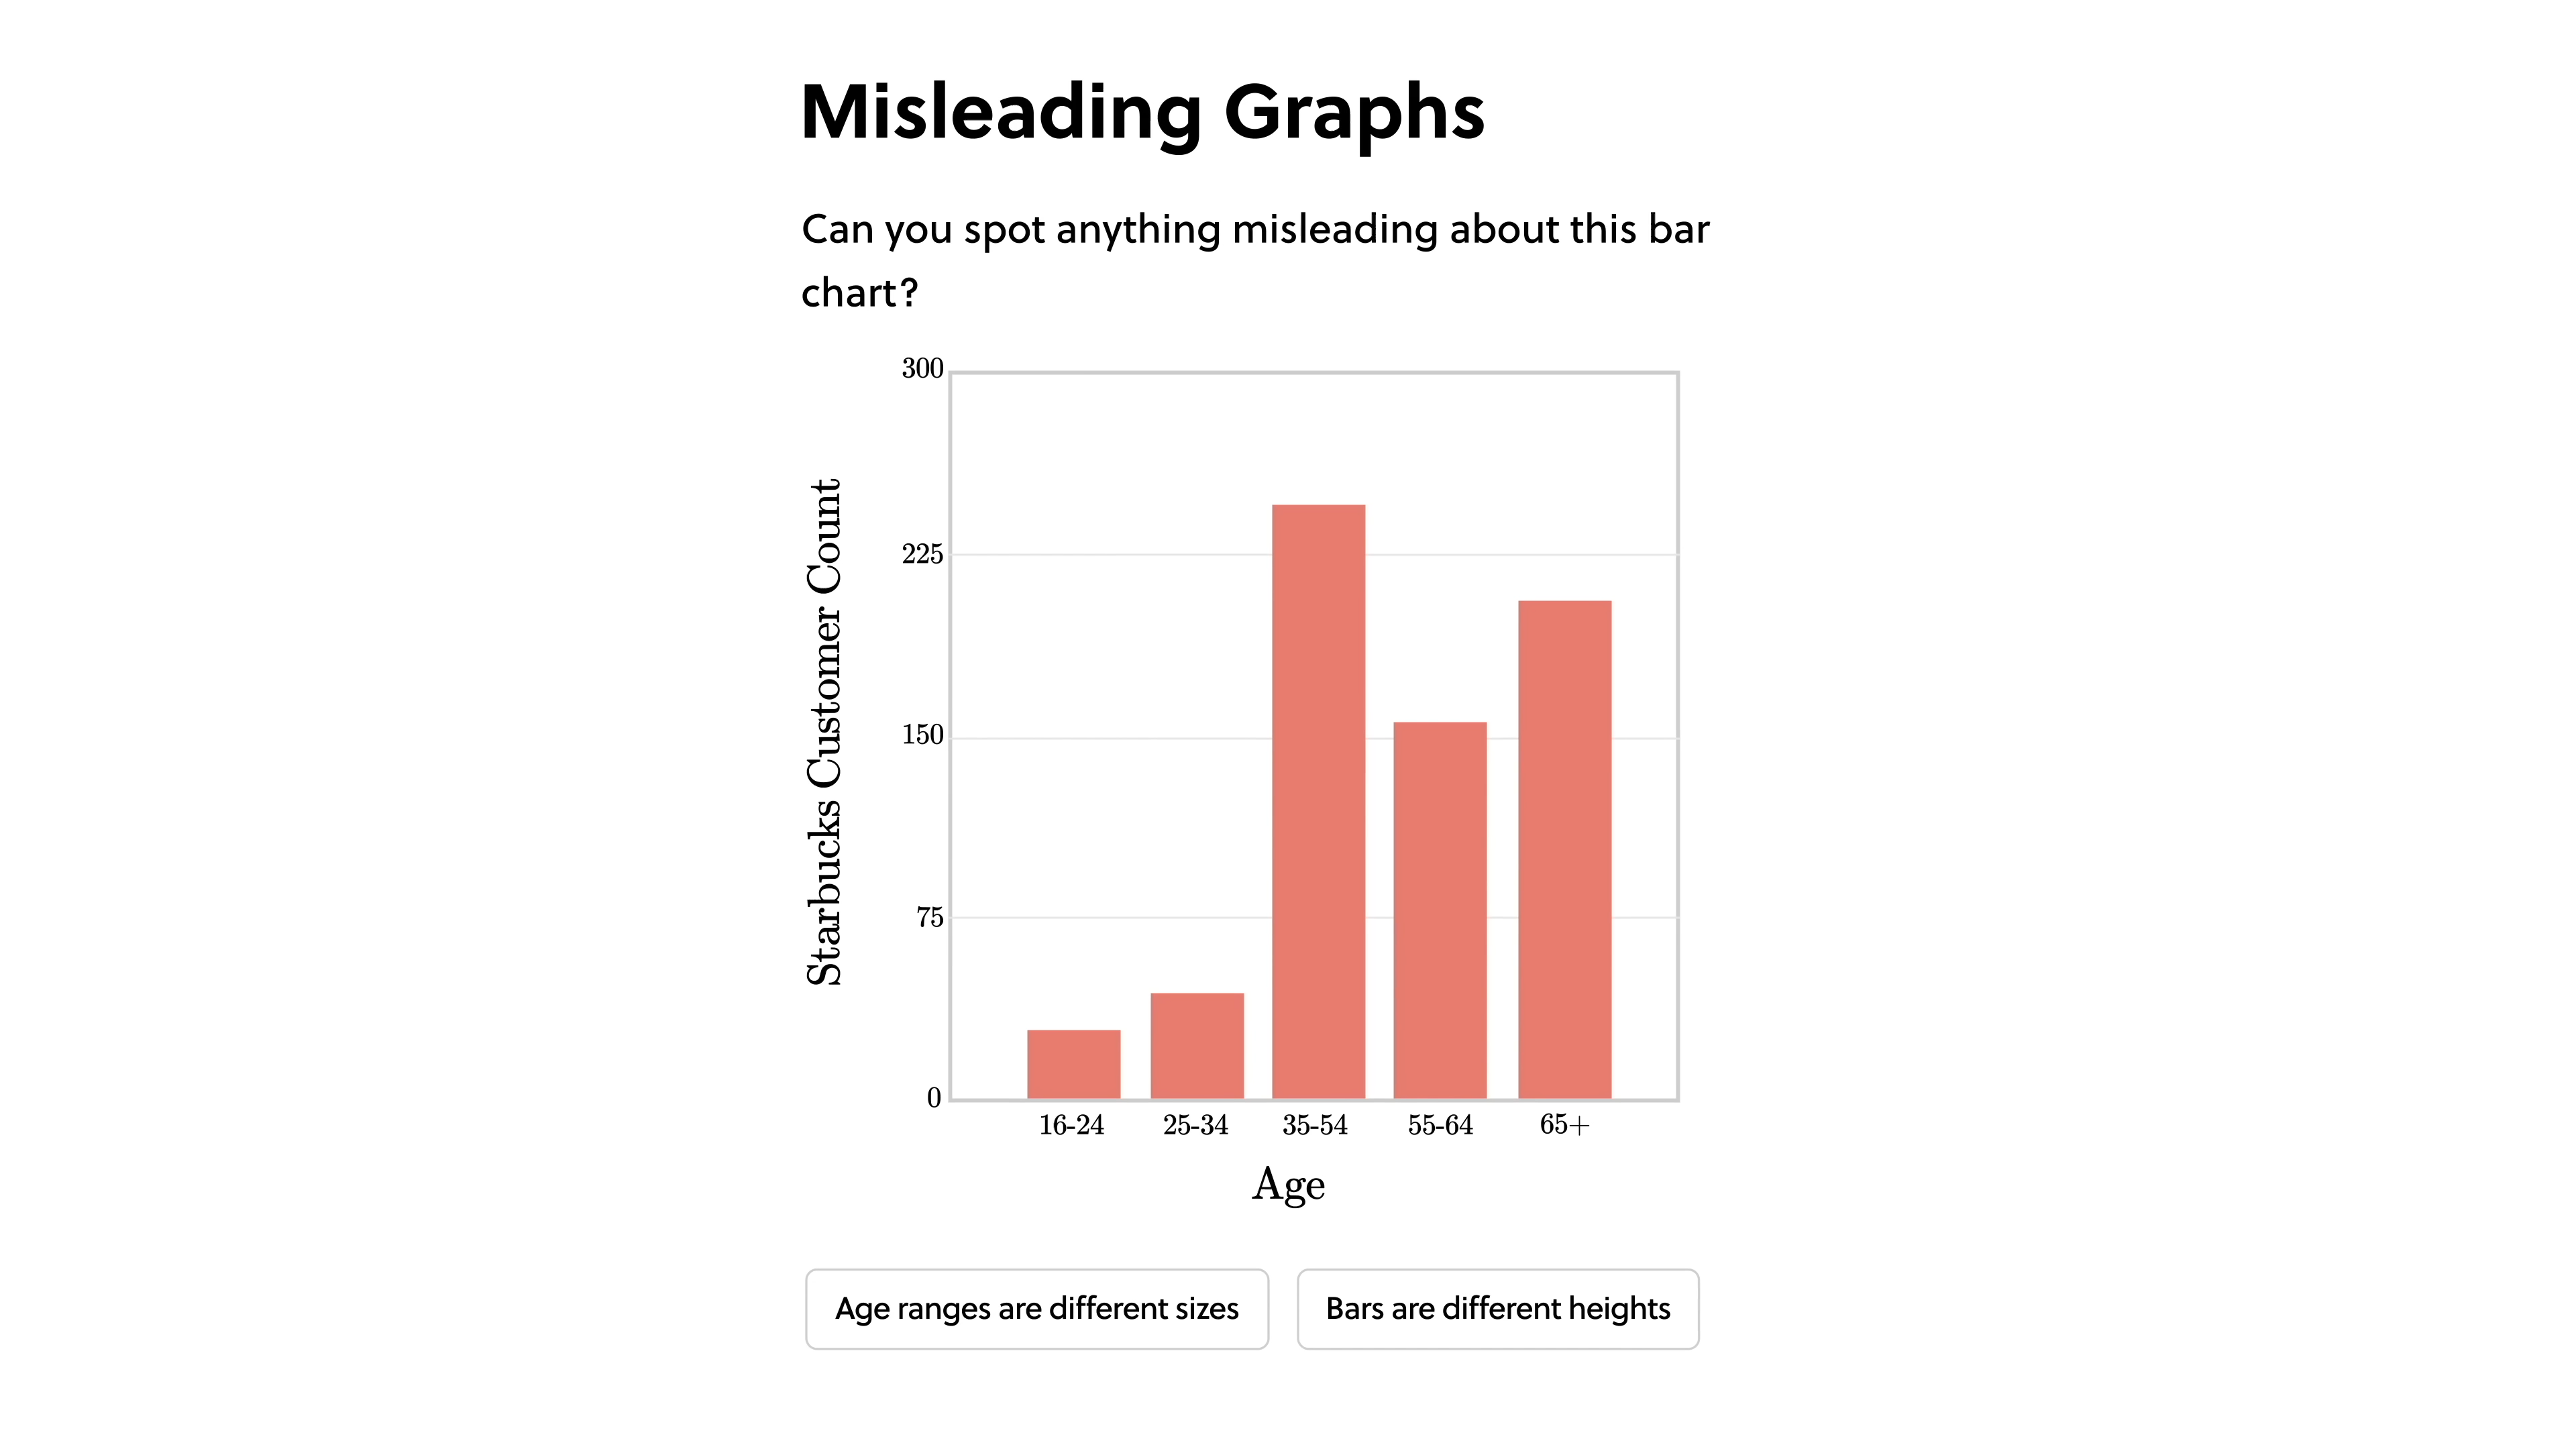 Misleading Graphs
Can you spot anything misleading about this bar
chart?
300
225
150
75
0
Starbucks Customer Count
16-24
25-34
35-54
55-64
65+
Age
Age ranges are different sizes
Bars are different heights